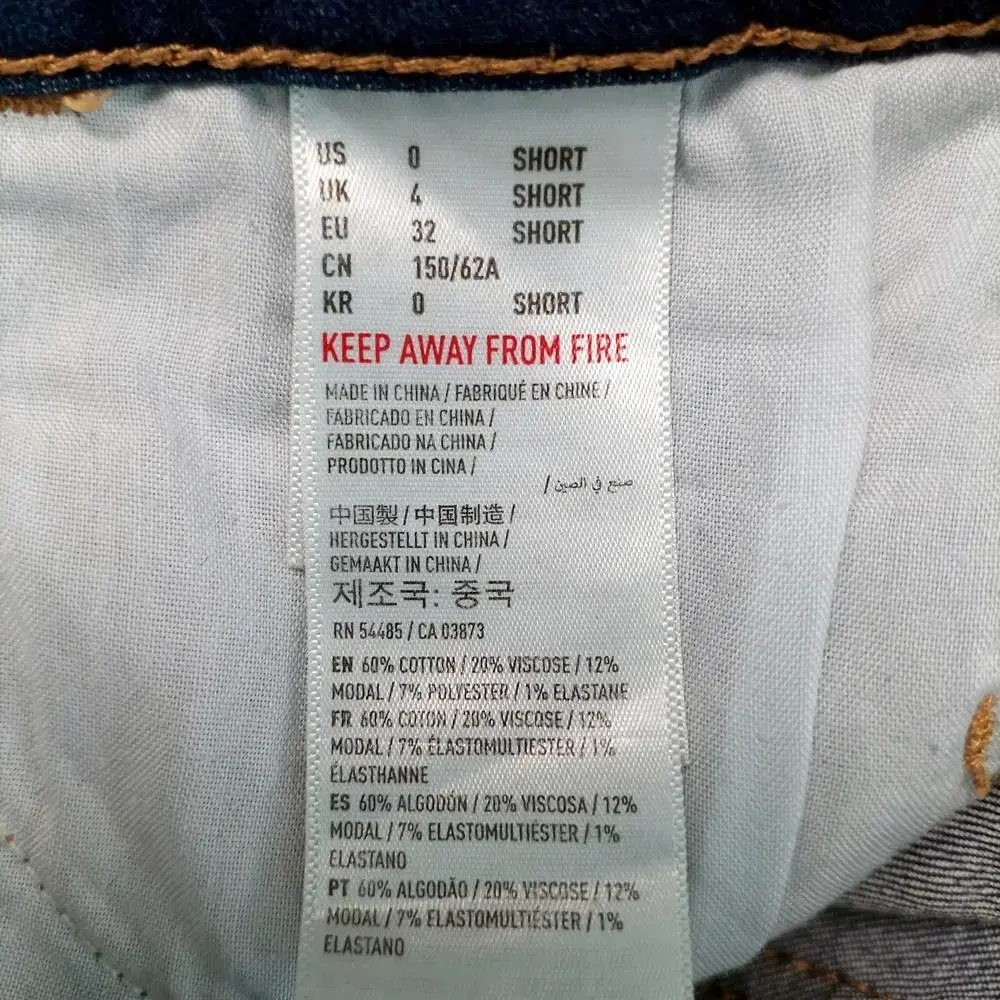 US 0 SHORT
UK 4 SHORT
EU 32 SHORT
CN 150/62A
KR 0 SHORT
KEEP AWAY FROM FIRE
MADE IN CHINA / FABRIQUÉ EN CHINE /
FABRICADO EN CHINA /
FABRICADO NA CHINA /
PRODOTTO IN CINA /
صنع في الصين /
中国製 / 中国制造 /
HERGESTELLT IN CHINA /
GEMAAKT IN CHINA /
제조국: 중국
RN 54485 / CA 03873
EN 60% COTTON / 20% VISCOSE / 12%
MODAL / 7% POLYESTER / 1% ELASTANE
FR 60% COTON / 20% VISCOSE / 12%
MODAL / 7% ÉLASTOMULTIESTER / 1%
ÉLASTHANNE
ES 60% ALGODÓN / 20% VISCOSA / 12%
MODAL / 7% ELASTOMULTIÉSTER / 1%
ELASTANO
PT 60% ALGODÃO / 20% VISCOSE / 12%
MODAL / 7% ELASTOMULTIÉSTER / 1%
ELASTANO